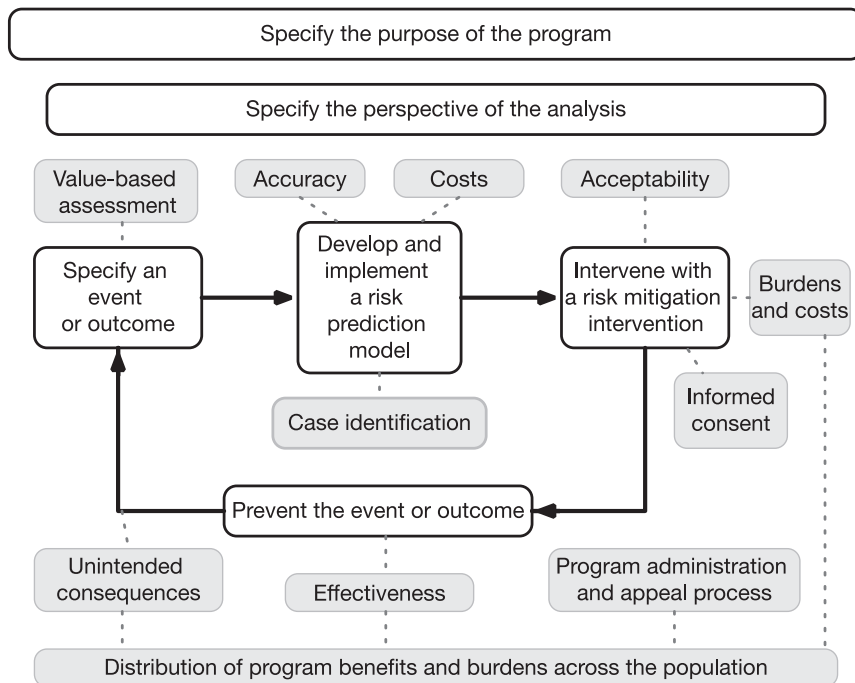 Specify the purpose of the program
Specify the perspective of the analysis
Value-based
assessment
Accuracy
Costs
Acceptability
Specify an
event
or outcome
Develop and
implement
a risk
prediction
model
Intervene with
a risk mitigation
intervention
Burdens
and costs
Case identification
Informed
consent
Prevent the event or outcome
Unintended
consequences
Effectiveness
Program administration
and appeal process
Distribution of program benefits and burdens across the population